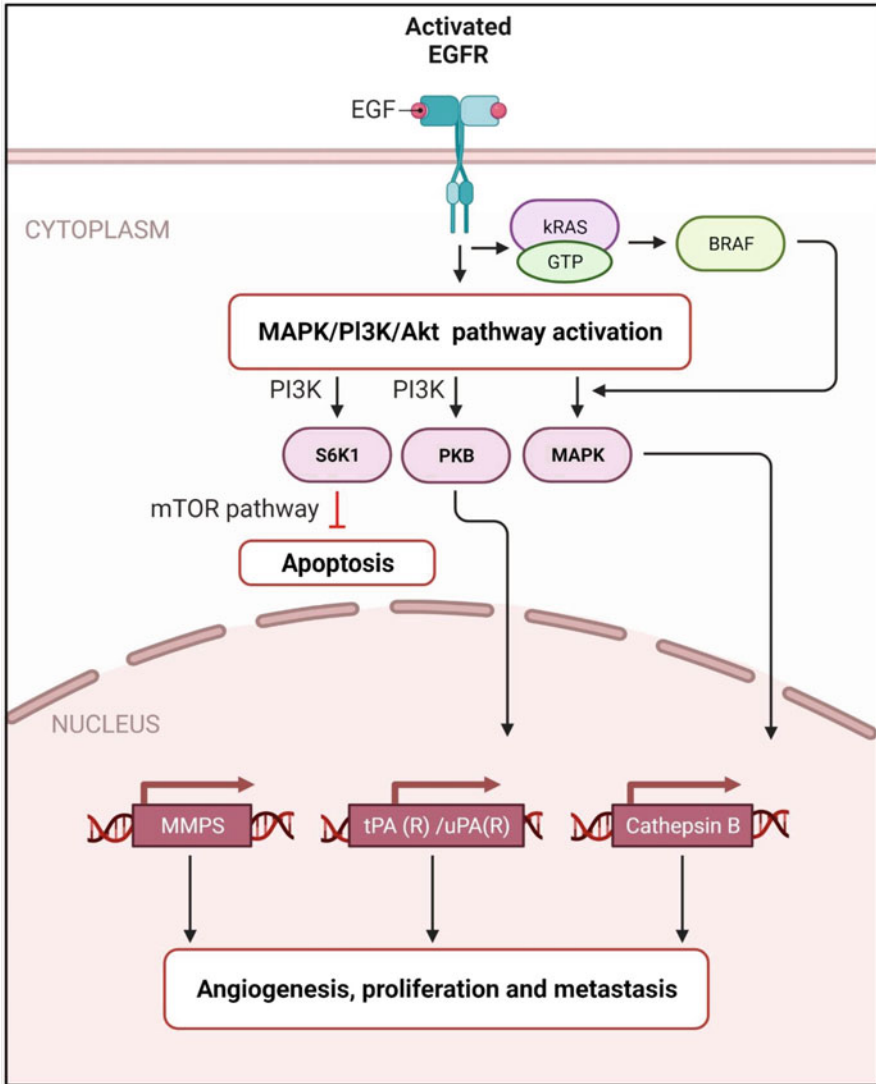 Activated
EGFR
EGF
CYTOPLASM
kRAS
GTP
BRAF
MAPK/PI3K/Akt pathway activation
PI3K
PI3K
S6K1
PKB
MAPK
mTOR pathway
Apoptosis
NUCLEUS
MMPS
tPA (R) /uPA(R)
Cathepsin B
Angiogenesis, proliferation and metastasis